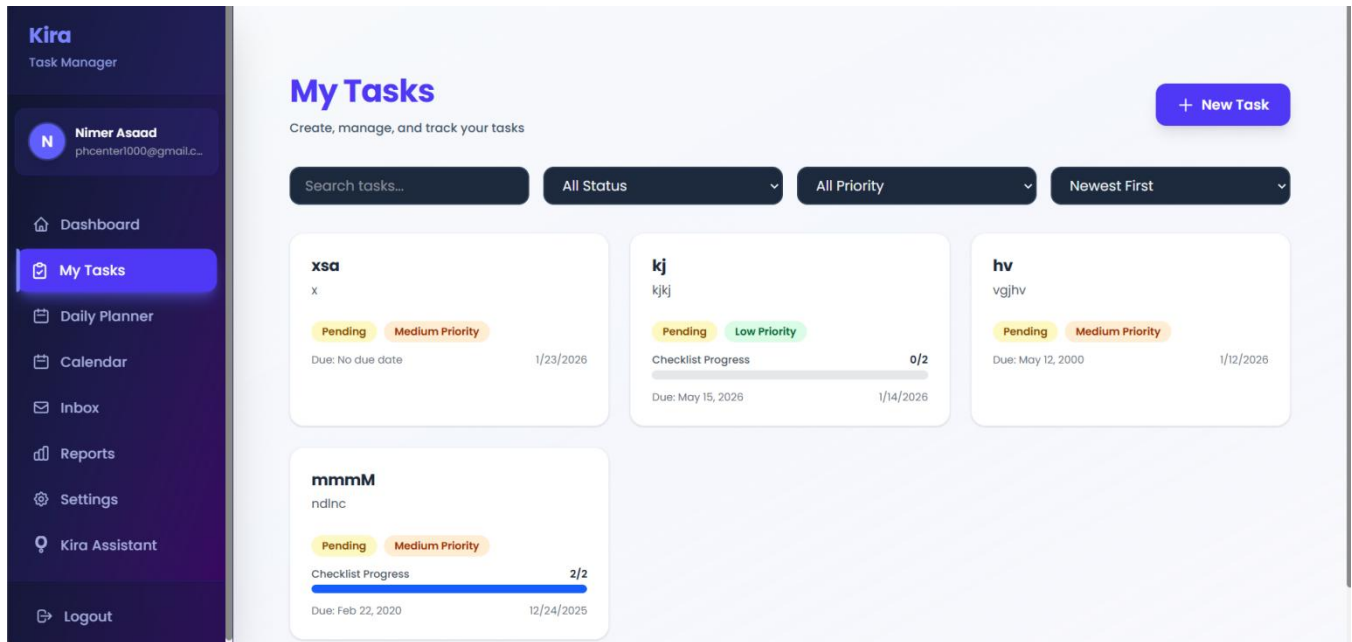 Kira
Task Manager
N
Nimer Asaad
phcenter1000@gmail.c...
Dashboard
My Tasks
Daily Planner
Calendar
Inbox
Reports
Settings
Kira Assistant
Logout
My Tasks
Create, manage, and track your tasks
+ New Task
Search tasks...
All Status
All Priority
Newest First
xsa
x
Pending
Medium Priority
Due: No due date 1/23/2026
kj
kjkj
Pending
Low Priority
Checklist Progress 0/2
Due: May 15, 2026 1/14/2026
hv
vgjhv
Pending
Medium Priority
Due: May 12, 2000 1/12/2026
mmmM
ndlnc
Pending
Medium Priority
Checklist Progress 2/2
Due: Feb 22, 2020 12/24/2025